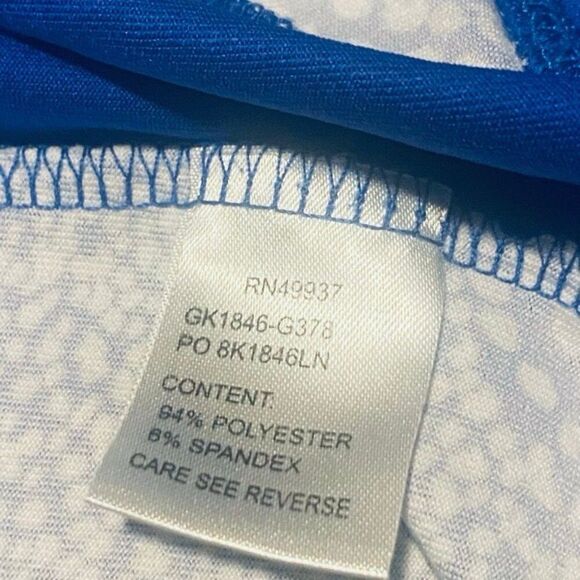 RN49937
GK1846-G378
PO 8K1846LN
CONTENT:
94% POLYESTER
6% SPANDEX
CARE SEE REVERSE